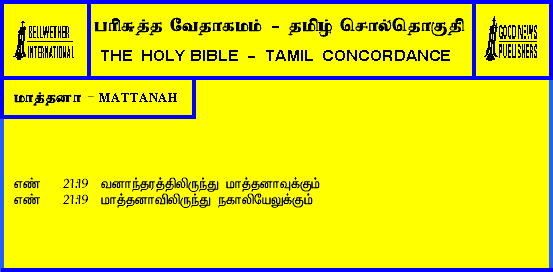 BELLWETHER
INTERNATIONAL
பரிசுத்த வேதாகமம் - தமிழ் சொல்தொகுதி
THE HOLY BIBLE - TAMIL CONCORDANCE
GOOD NEWS
PUBLISHERS
மாத்தனா - MATTANAH
எண் 21:19 வனாந்தரத்திலிருந்து மாத்தனாவுக்கும்
எண் 21:19 மாத்தனாவிலிருந்து நகாலியேலுக்கும்